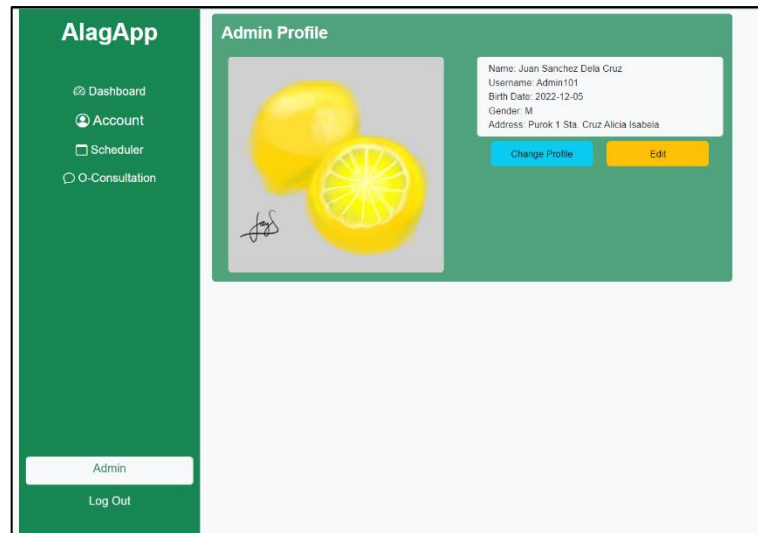 AlagApp
Dashboard
Account
Scheduler
O-Consultation
Admin
Log Out
Admin Profile
Name: Juan Sanchez Dela Cruz
Username: Admin101
Birth Date: 2022-12-05
Gender: M
Address: Purok 1 Sta. Cruz Alicia Isabela
Change Profile
Edit